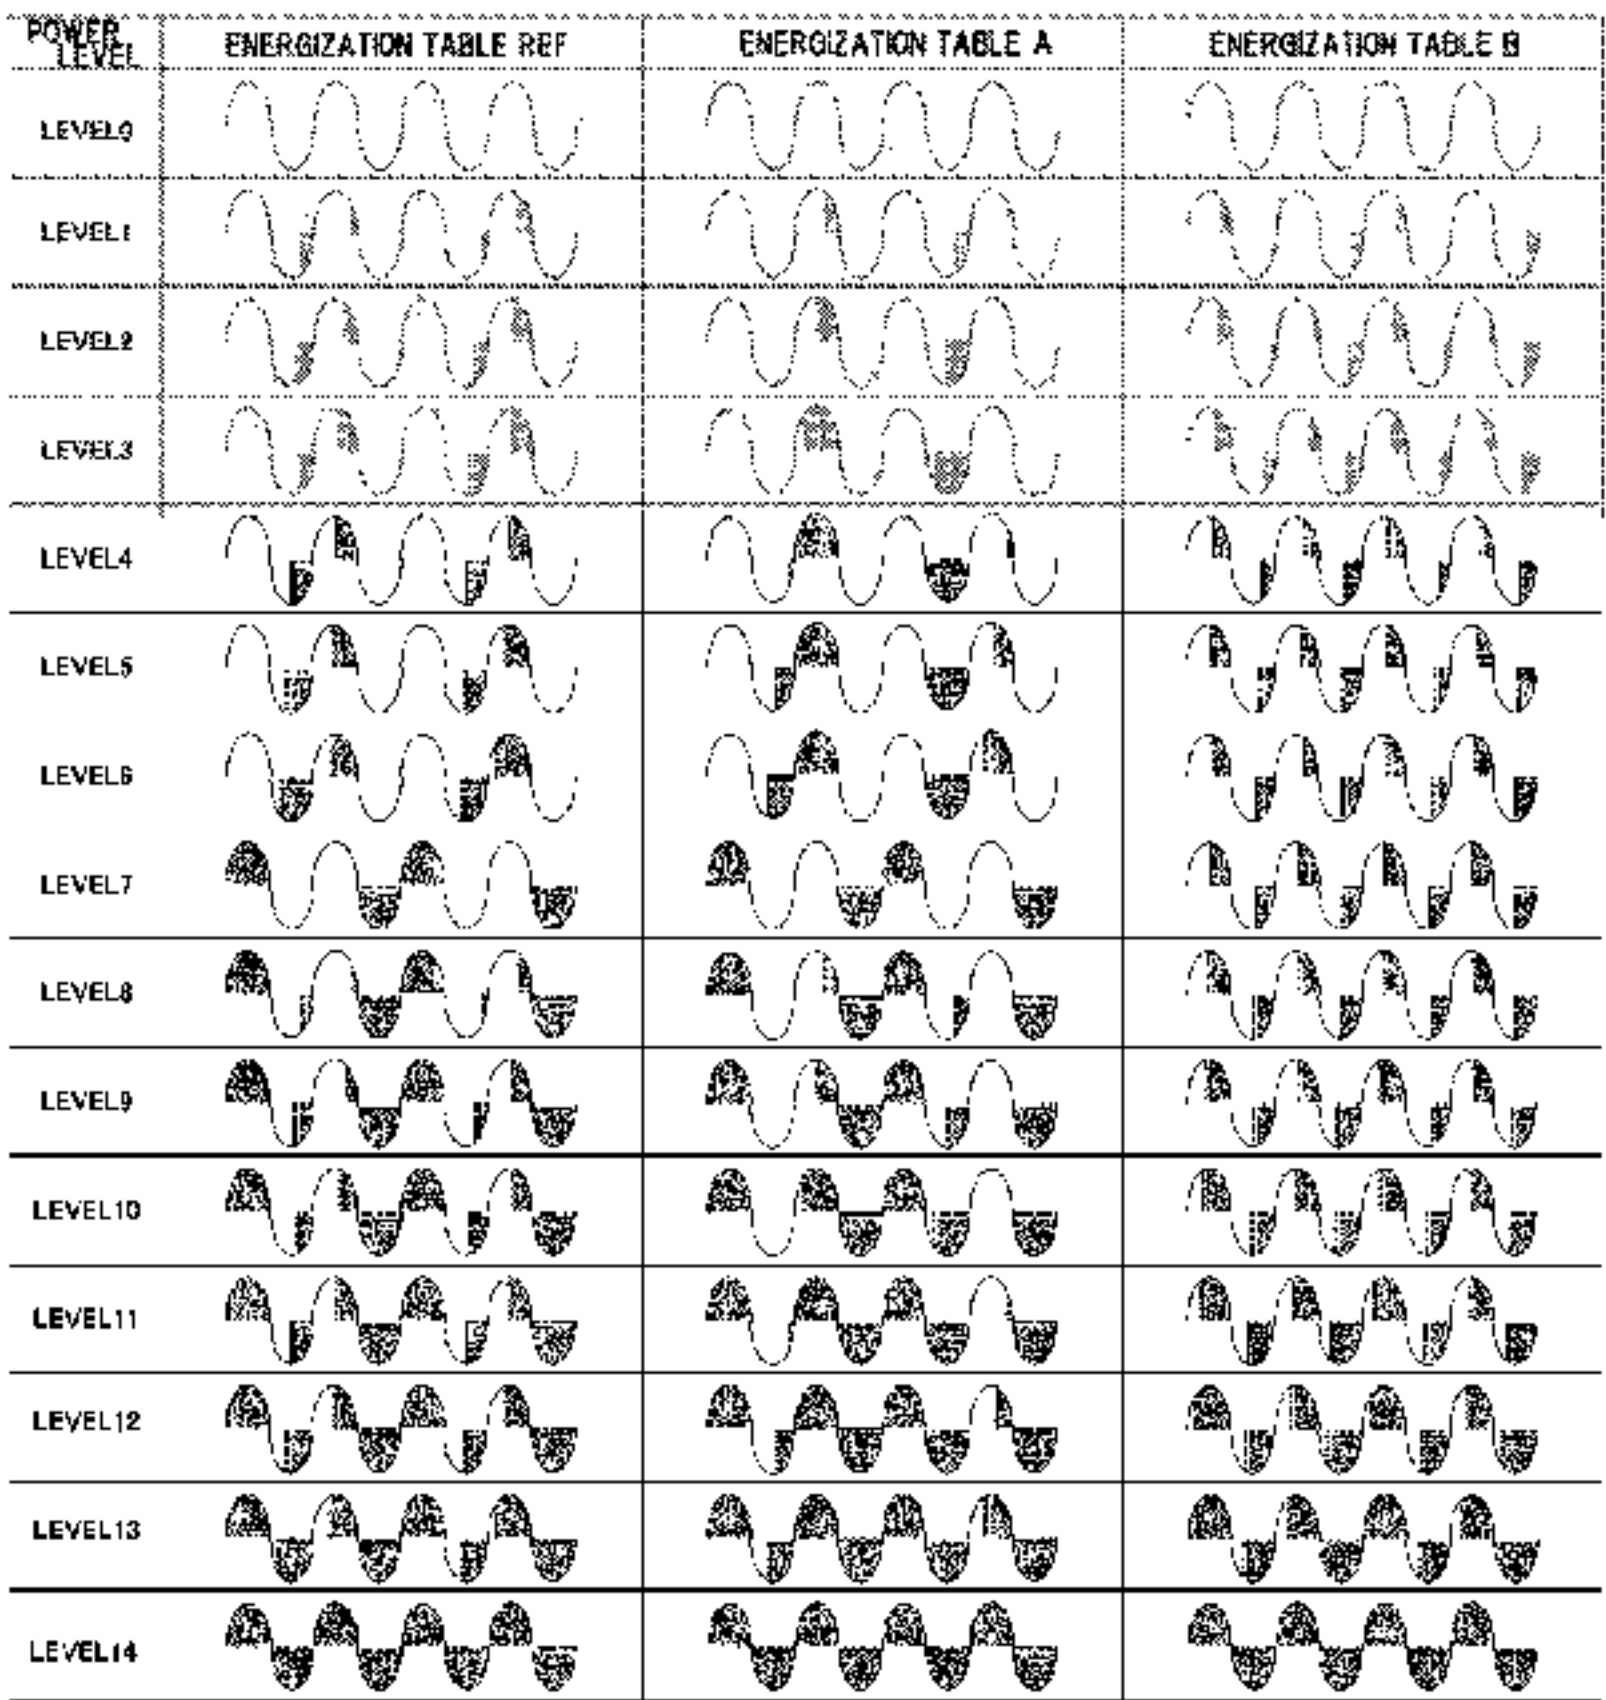 POWER LEVEL
ENERGIZATION TABLE REF
ENERGIZATION TABLE A
ENERGIZATION TABLE B
LEVEL0
LEVEL1
LEVEL2
LEVEL3
LEVEL4
LEVEL5
LEVEL6
LEVEL7
LEVEL8
LEVEL9
LEVEL10
LEVEL11
LEVEL12
LEVEL13
LEVEL14